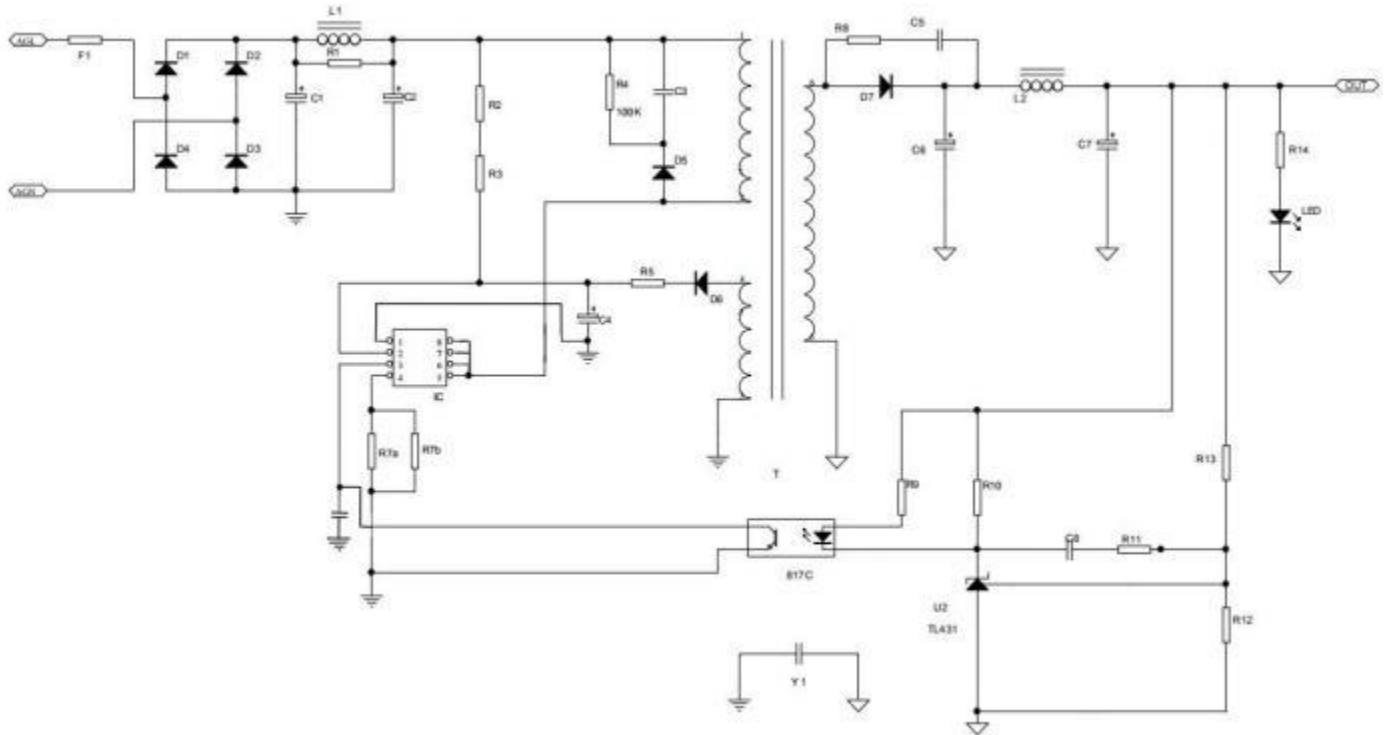 L1
R8
C5
F1
D1
D2
R1
R4
C1
C2
R2
100K
C3
D7
L2
OUT
D4
D3
R3
D5
C6
C7
R14
LED
R5
D6
C4
1
2
3
4
8
7
6
5
IC
R7a
R7b
T
R9
R10
R13
817C
C8
R11
U2
TL431
R12
Y1